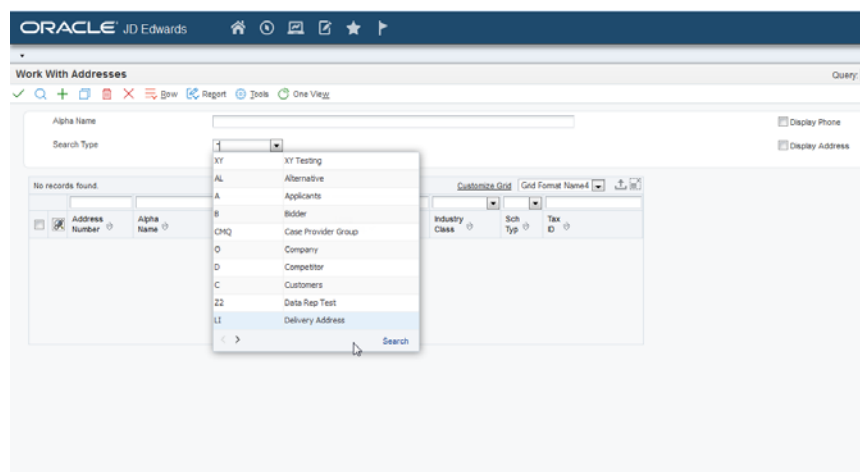 ORACLE JD Edwards
Work With Addresses Query:
Row Report Tools One View
Alpha Name Display Phone
Search Type * Display Address
XY XY Testing
AL Alternative
A Applicants
B Bidder
CMQ Case Provider Group
O Company
D Competitor
C Customers
Z2 Data Rep Test
LI Delivery Address
< > Search
No records found. Customize Grid Grid Format Name4
Address Number Alpha Name Industry Class Sch Typ Tax ID